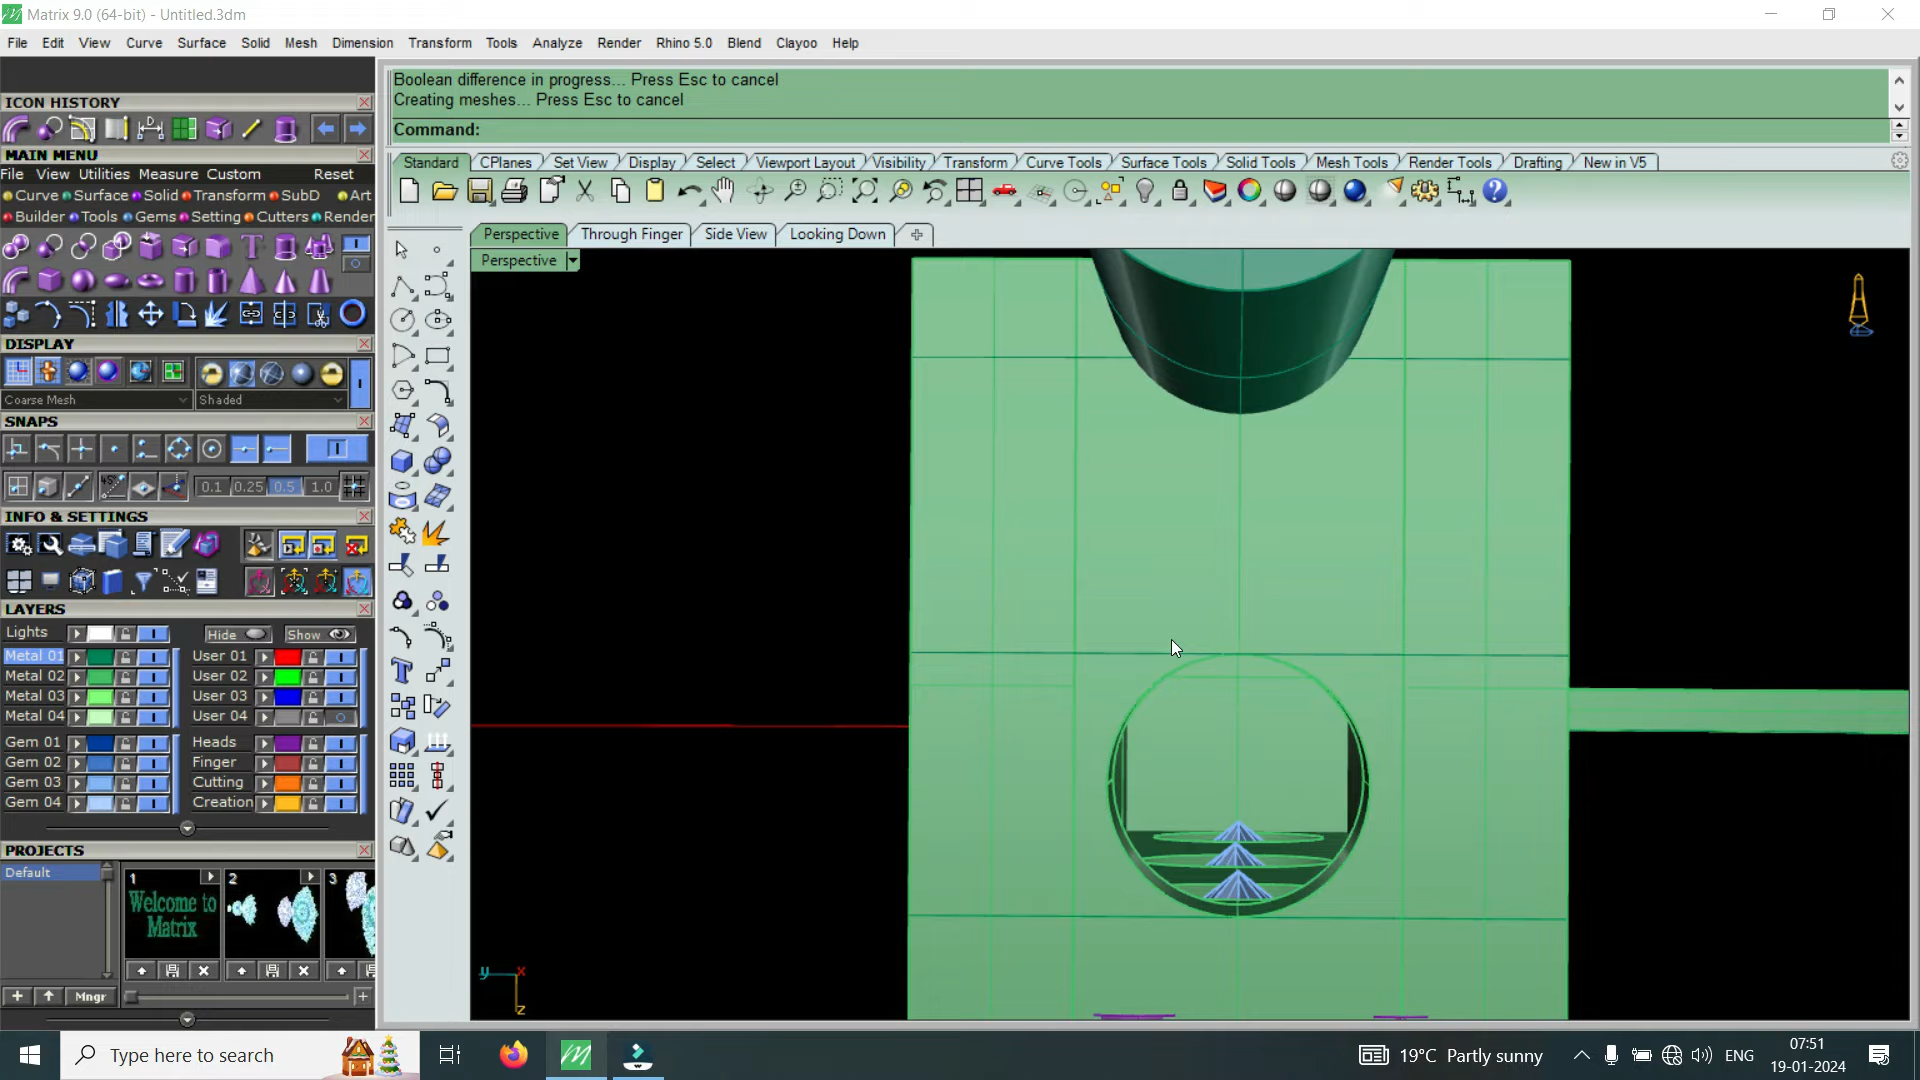 Matrix 9.0 (64-bit) - Untitled.3dm
File Edit View Curve Surface Solid Mesh Dimension Transform Tools Analyze Render Rhino 5.0 Blend Clayoo Help
Boolean difference in progress... Press Esc to cancel
Creating meshes... Press Esc to cancel
Command:
ICON HISTORY
MAIN MENU
File View Utilities Measure Custom Reset
Curve Surface Solid Transform SubD Art
Builder Tools Gems Setting Cutters Render
Standard CPlanes Set View Display Select Viewport Layout Visibility Transform Curve Tools Surface Tools Solid Tools Mesh Tools Render Tools Drafting New in V5
Perspective Through Finger Side View Looking Down
Perspective
DISPLAY
Coarse Mesh Shaded
SNAPS
0.1 0.25 0.5 1.0
INFO & SETTINGS
LAYERS
Lights Hide Show
Metal 01 User 01
Metal 02 User 02
Metal 03 User 03
Metal 04 User 04
Gem 01 Heads
Gem 02 Finger
Gem 03 Cutting
Gem 04 Creation
PROJECTS
Default
1 2 3
Welcome to
Matrix
Mngr
y x
z
Type here to search
19°C Partly sunny
ENG
07:51
19-01-2024